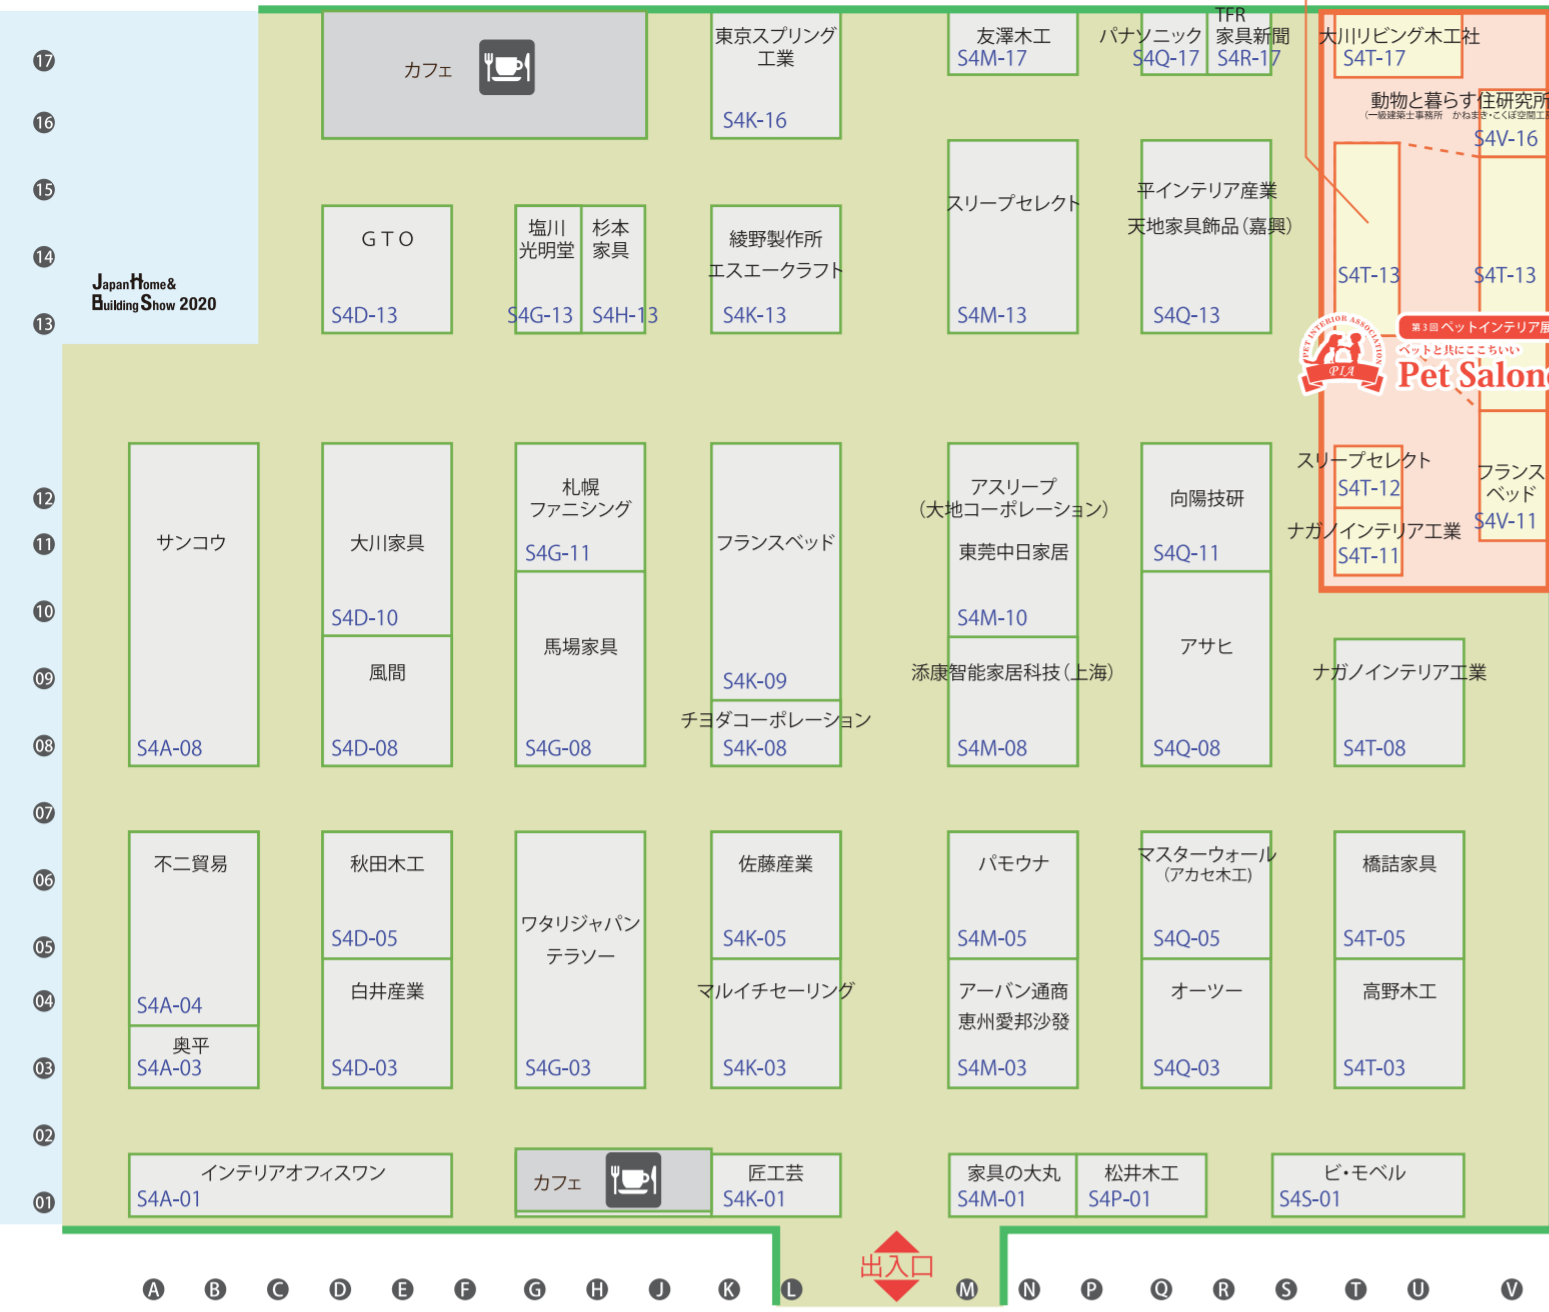 17
カフェ
東京スプリング
工業
S4K-16
友澤木工
S4M-17
パナソニック
S4Q-17
TFR
家具新聞
S4R-17
大川リビング木工社
S4T-17
16
動物と暮らす住研究所
(一級建築士事務所 かねまき・こくぼ空間工
S4V-16
15
14
13
Japan Home &
Building Show 2020
GTO
S4D-13
塩川
光明堂
S4G-13
杉本
家具
S4H-13
綾野製作所
エスエークラフト
S4K-13
スリープセレクト
S4M-13
平インテリア産業
天地家具飾品(嘉興)
S4Q-13
S4T-13
S4T-13
PET INTERIOR ASSOCIATION
PIA
第3回 ペットインテリア展
ペットと共にここちいい
Pet Salone
12
11
10
09
08
サンコウ
S4A-08
大川家具
S4D-10
風間
S4D-08
札幌
ファニシング
S4G-11
馬場家具
S4G-08
フランスベッド
S4K-09
チヨダコーポレーション
S4K-08
アスリープ
(大地コーポレーション)
東莞中日家居
S4M-10
添康智能家居科技(上海)
S4M-08
向陽技研
S4Q-11
アサヒ
S4Q-08
スリープセレクト
S4T-12
ナガノインテリア工業
S4T-11
フランス
ベッド
S4V-11
ナガノインテリア工業
S4T-08
07
06
05
04
03
不二貿易
S4A-04
奥平
S4A-03
秋田木工
S4D-05
白井産業
S4D-03
ワタリジャパン
テラソー
S4G-03
佐藤産業
S4K-05
マルイチセーリング
S4K-03
パモウナ
S4M-05
アーバン通商
恵州愛邦沙發
S4M-03
マスターウォール
(アカセ木工)
S4Q-05
オーツー
S4Q-03
橋詰家具
S4T-05
高野木工
S4T-03
02
01
インテリアオフィスワン
S4A-01
カフェ
匠工芸
S4K-01
家具の大丸
S4M-01
松井木工
S4P-01
ビ・モベル
S4S-01
出入口
A B C D E F G H J K L M N P Q R S T U V